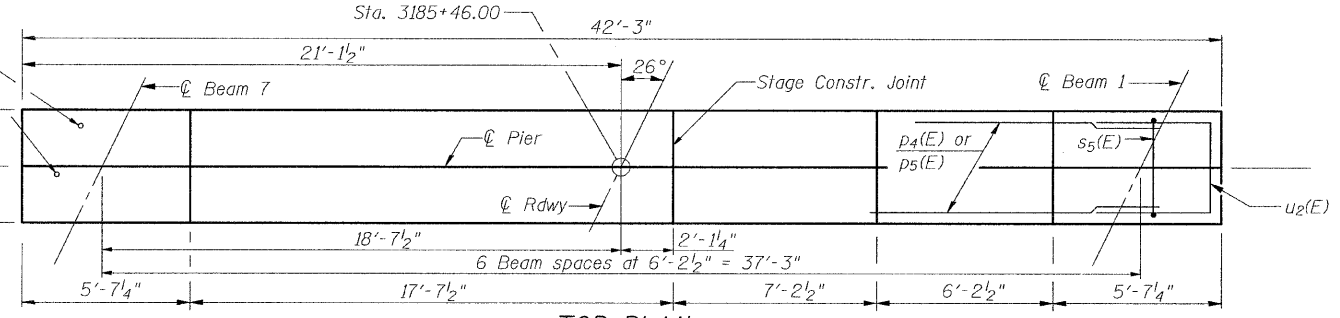 Sta. 3185+46.00
42'-3"
21'-1½"
26°
℄ Beam 7
Stage Constr. Joint
℄ Beam 1
℄ Pier
p4(E) or
p5(E)
s5(E)
℄ Rdwy
u2(E)
18'-7½"
2'-1¼"
6 Beam spaces at 6'-2½" = 37'-3"
5'-7¼"
17'-7½"
7'-2½"
6'-2½"
5'-7¼"
TOP PLAN